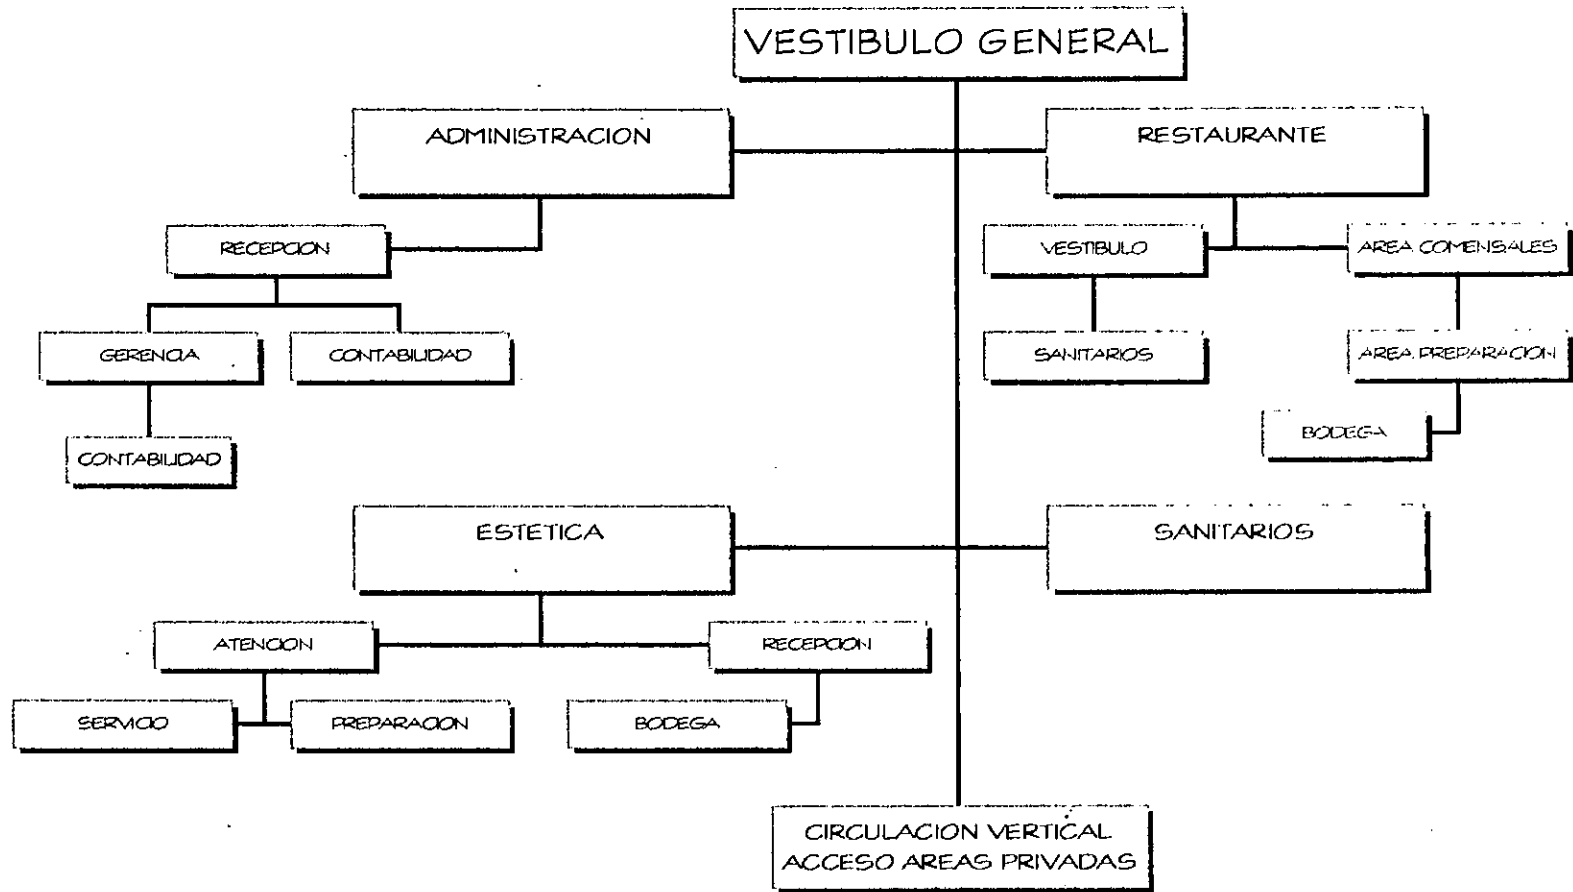 VESTIBULO GENERAL
ADMINISTRACION
RESTAURANTE
RECEPCION
VESTIBULO
AREA COMENSALES
GERENCIA
CONTABILIDAD
SANITARIOS
AREA PREPARACION
BODEGA
CONTABILIDAD
ESTETICA
SANITARIOS
ATENCION
RECEPCION
SERVICIO
PREPARACION
BODEGA
CIRCULACION VERTICAL
ACCESO AREAS PRIVADAS